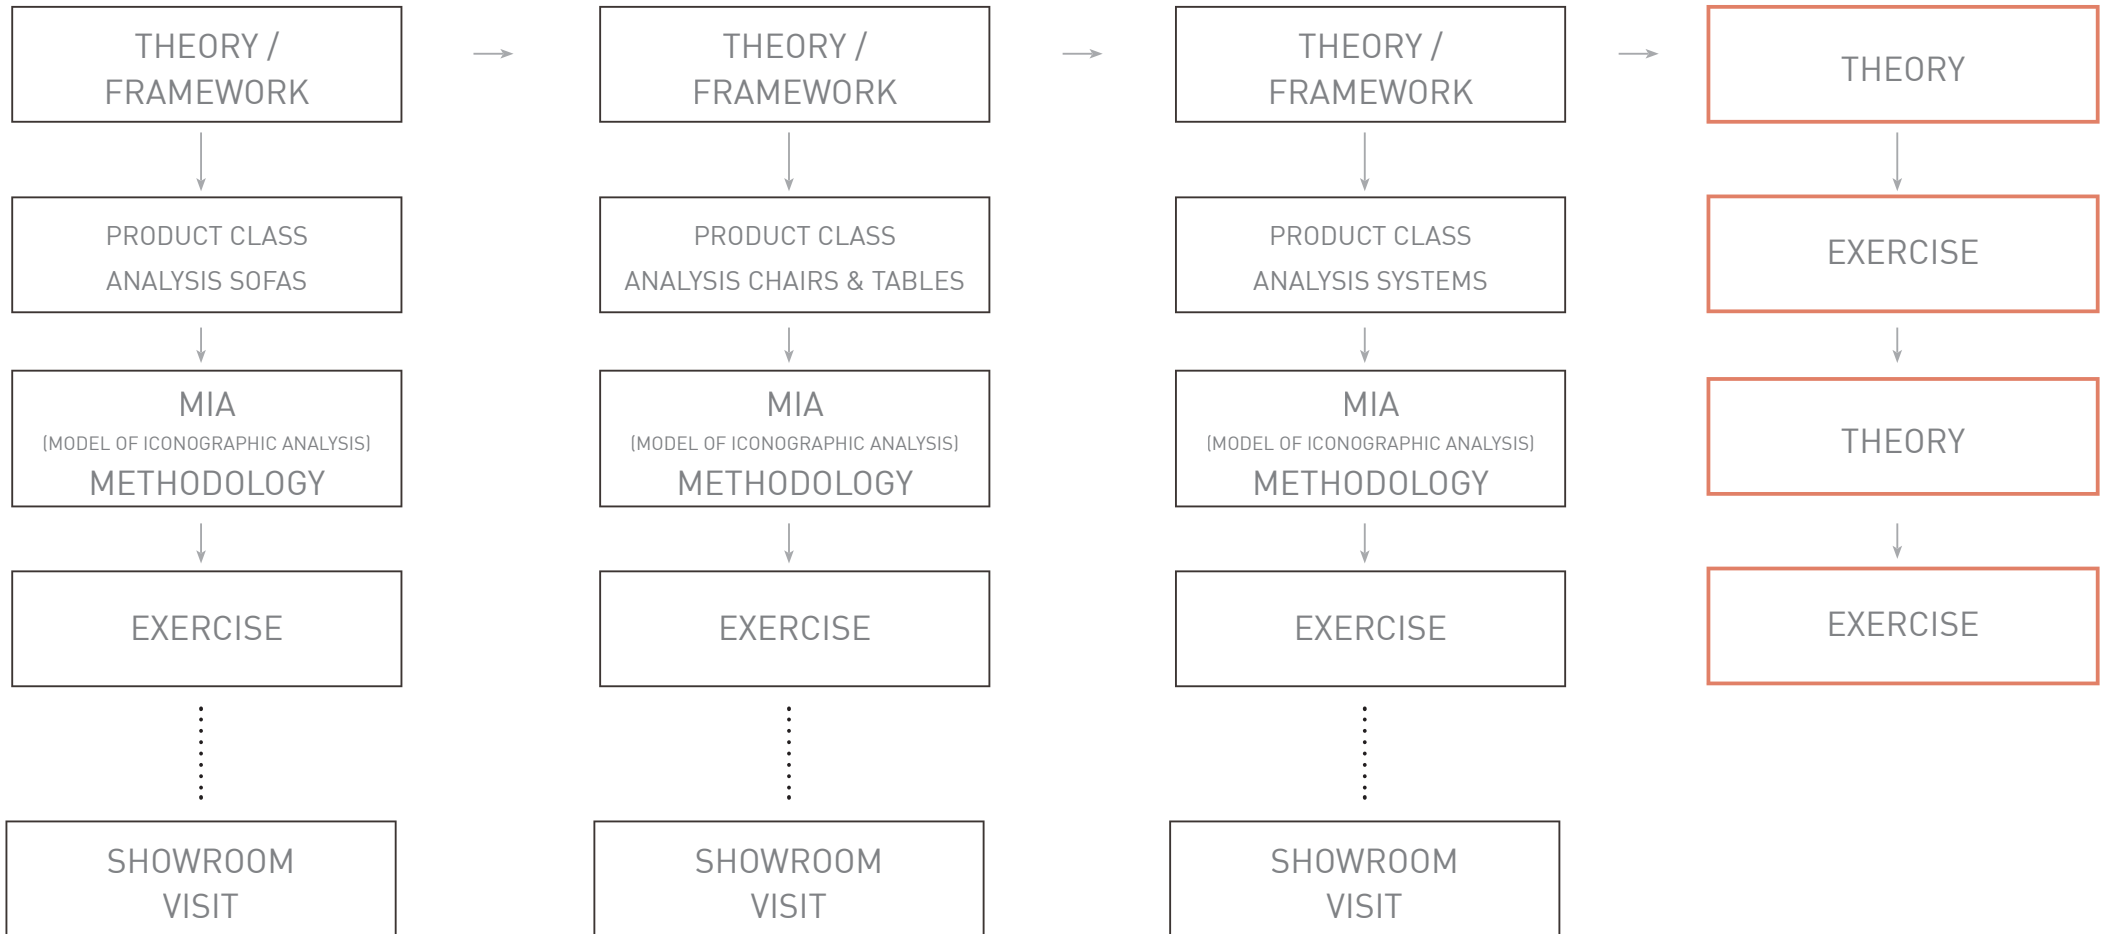 THEORY /
FRAMEWORK
PRODUCT CLASS
ANALYSIS SOFAS
MIA
(MODEL OF ICONOGRAPHIC ANALYSIS)
METHODOLOGY
EXERCISE
SHOWROOM
VISIT
THEORY /
FRAMEWORK
PRODUCT CLASS
ANALYSIS CHAIRS & TABLES
MIA
(MODEL OF ICONOGRAPHIC ANALYSIS)
METHODOLOGY
EXERCISE
SHOWROOM
VISIT
THEORY /
FRAMEWORK
PRODUCT CLASS
ANALYSIS SYSTEMS
MIA
(MODEL OF ICONOGRAPHIC ANALYSIS)
METHODOLOGY
EXERCISE
SHOWROOM
VISIT
THEORY
EXERCISE
THEORY
EXERCISE